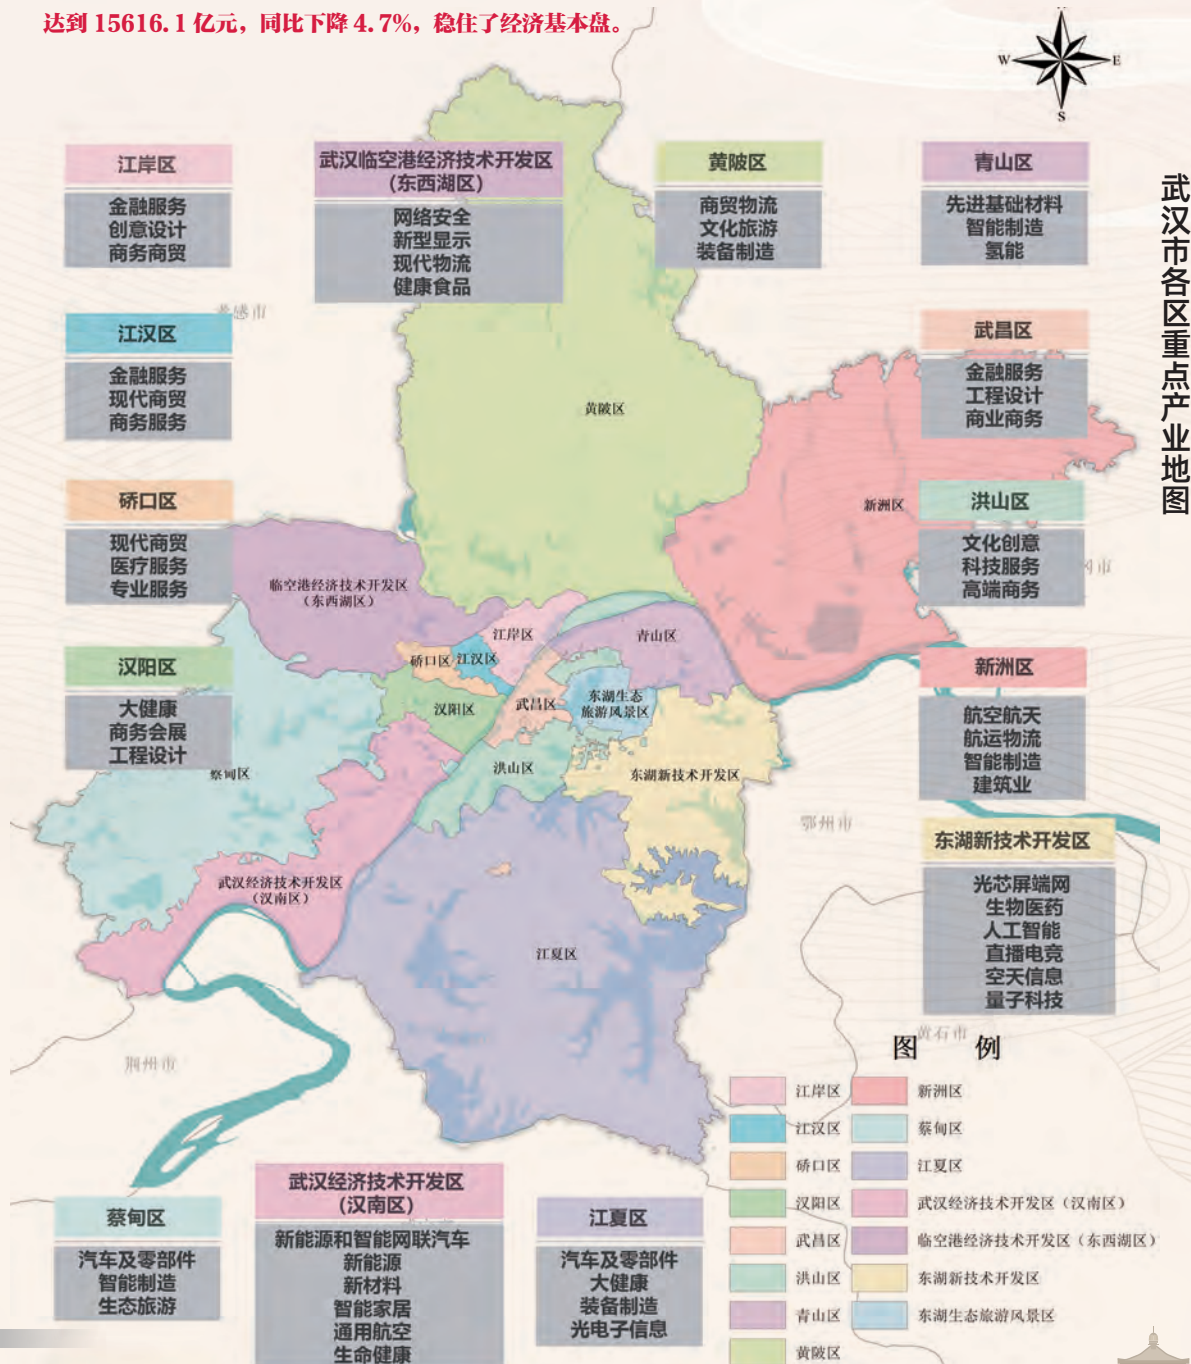 达到 15616.1 亿元，同比下降 4.7%，稳住了经济基本盘。
W
E
S
武汉市各区重点产业地图
江岸区
金融服务
创意设计
商务商贸
武汉临空港经济技术开发区
（东西湖区）
网络安全
新型显示
现代物流
健康食品
黄陂区
商贸物流
文化旅游
装备制造
青山区
先进基础材料
智能制造
氢能
感市
江汉区
金融服务
现代商贸
商务服务
武昌区
金融服务
工程设计
商业商务
硚口区
现代商贸
医疗服务
专业服务
洪山区
文化创意
科技服务
高端商务
冈市
汉阳区
大健康
商务会展
工程设计
新洲区
航空航天
航运物流
智能制造
建筑业
东湖新技术开发区
光芯屏端网
生物医药
人工智能
直播电竞
空天信息
量子科技
黄陂区
新洲区
临空港经济技术开发区
（东西湖区）
江岸区
青山区
硚口区
江汉区
东湖生态
旅游风景区
武昌区
汉阳区
洪山区
东湖新技术开发区
蔡甸区
鄂州市
武汉经济技术开发区
（汉南区）
江夏区
荆州市
黄石市
蔡甸区
汽车及零部件
智能制造
生态旅游
武汉经济技术开发区
（汉南区）
新能源和智能网联汽车
新能源
新材料
智能家居
通用航空
生命健康
江夏区
汽车及零部件
大健康
装备制造
光电子信息
图 例
江岸区
新洲区
江汉区
蔡甸区
硚口区
江夏区
汉阳区
武汉经济技术开发区（汉南区）
武昌区
临空港经济技术开发区（东西湖区）
洪山区
东湖新技术开发区
青山区
东湖生态旅游风景区
黄陂区